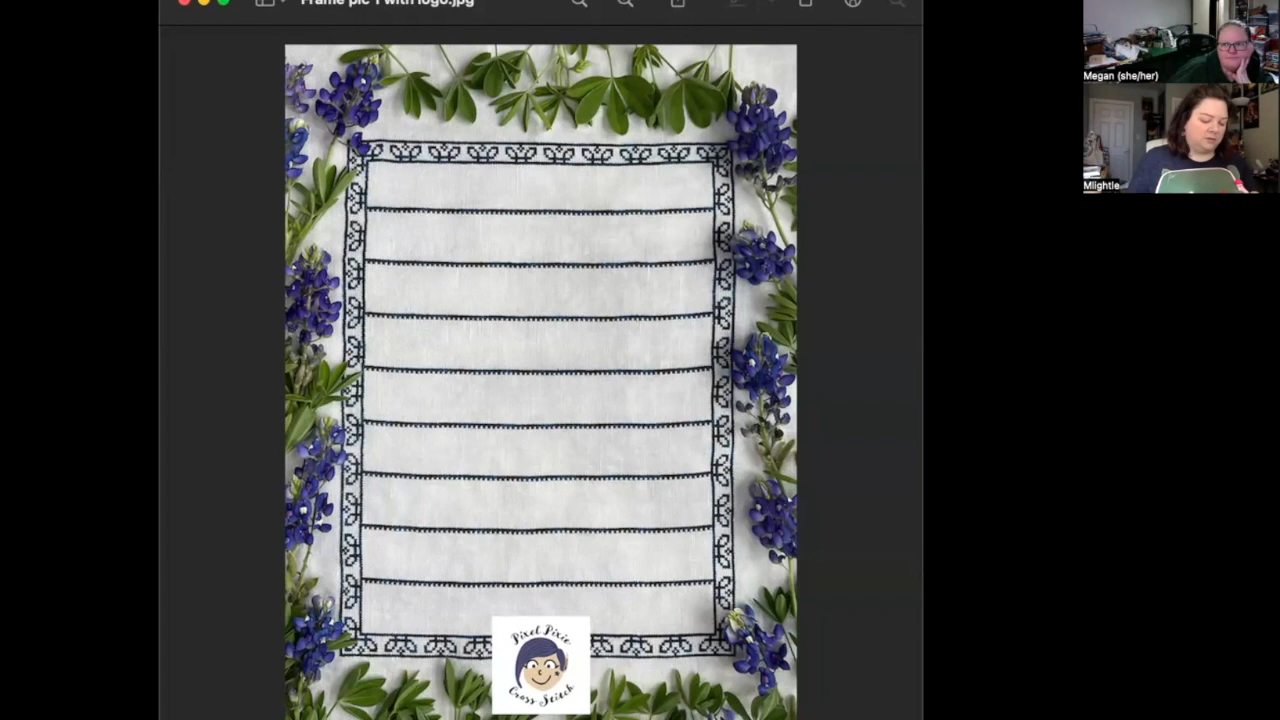 Frame pic 1 with logo.jpg
Megan (she/her)
Mlightle
Pixel Pixie
Cross Stitch